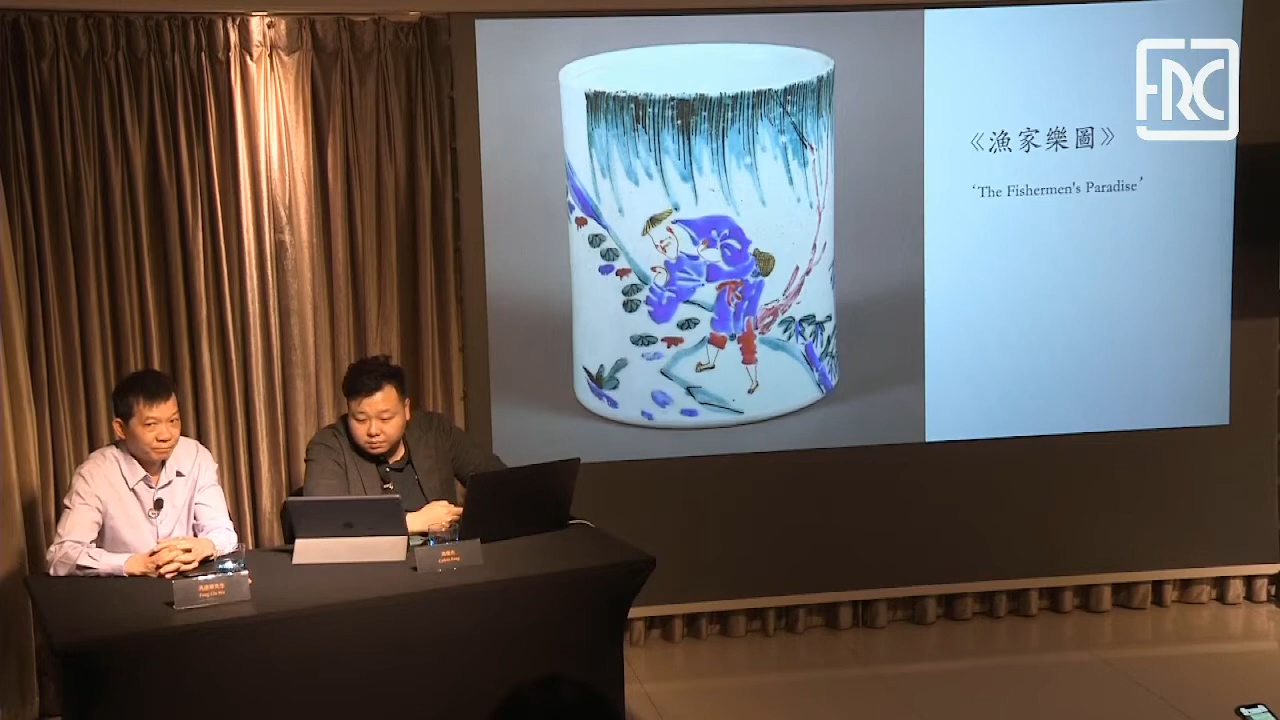 FRC
《漁家樂圖》
‘The Fishermen's Paradise’